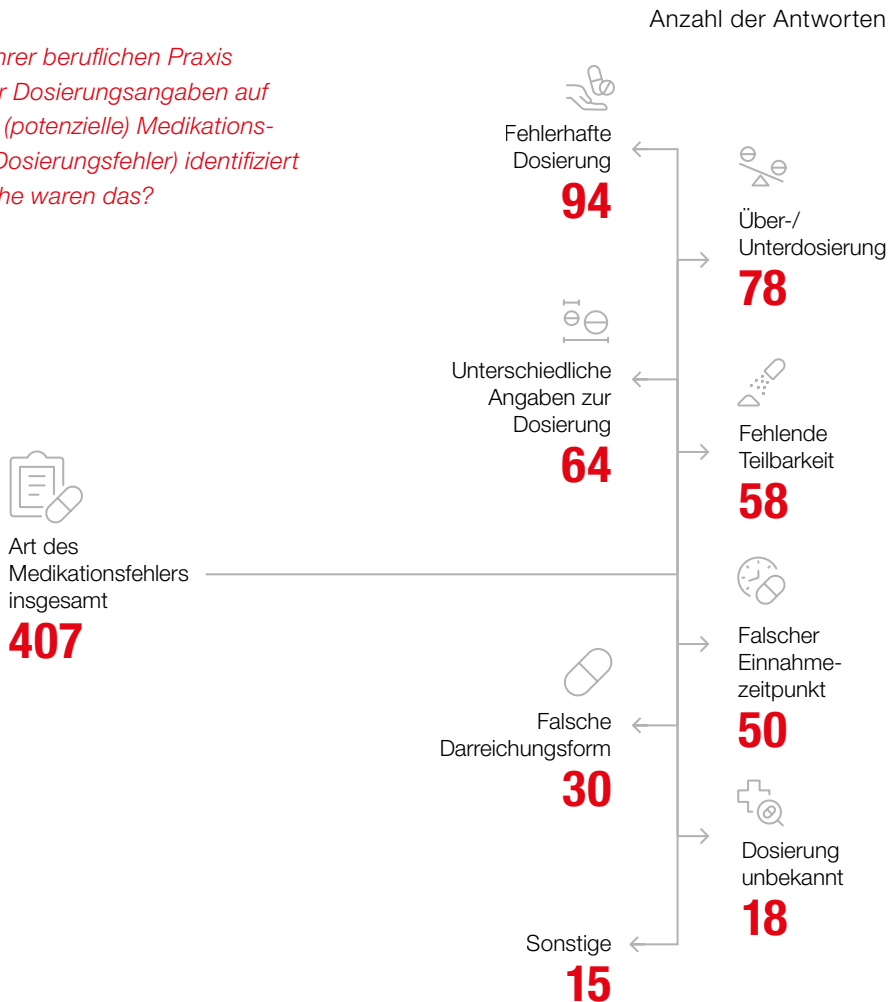 Anzahl der Antworten
hrer beruflichen Praxis
r Dosierungsangaben auf
(potenzielle) Medikations-
Dosierungsfehler) identifiziert
he waren das?
Fehlerhafte
Dosierung
94
Über-/
Unterdosierung
78
Unterschiedliche
Angaben zur
Dosierung
64
Fehlende
Teilbarkeit
58
Art des
Medikationsfehlers
insgesamt
407
Falscher
Einnahme-
zeitpunkt
50
Falsche
Darreichungsform
30
Dosierung
unbekannt
18
Sonstige
15